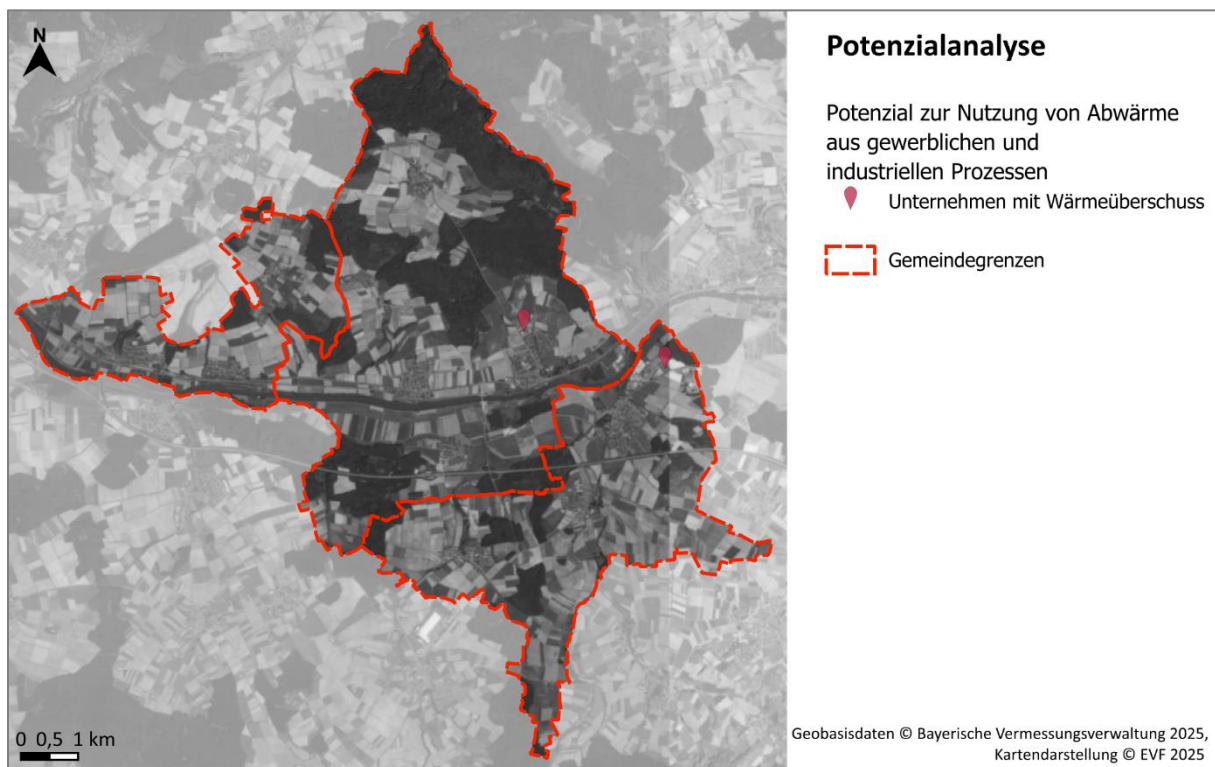 N
Potenzialanalyse
Potenzial zur Nutzung von Abwärme
aus gewerblichen und
industriellen Prozessen
Unternehmen mit Wärmeüberschuss
Gemeindegrenzen
0 0,5 1 km
Geobasisdaten © Bayerische Vermessungsverwaltung 2025,
Kartendarstellung © EVF 2025